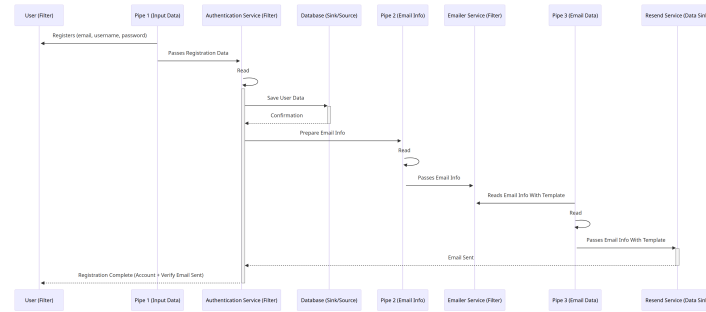 User (Filter)
Pipe 1 (Input Data)
Authentication Service (Filter)
Database (Sink/Source)
Pipe 2 (Email Info)
Emailer Service (Filter)
Pipe 3 (Email Data)
Resend Service (Data Sin
Registers (email, username, password)
Passes Registration Data
Read
Save User Data
Confirmation
Prepare Email Info
Read
Passes Email Info
Reads Email Info With Template
Read
Passes Email Info With Template
Email Sent
Registration Complete (Account + Verify Email Sent)
User (Filter)
Pipe 1 (Input Data)
Authentication Service (Filter)
Database (Sink/Source)
Pipe 2 (Email Info)
Emailer Service (Filter)
Pipe 3 (Email Data)
Resend Service (Data Sin